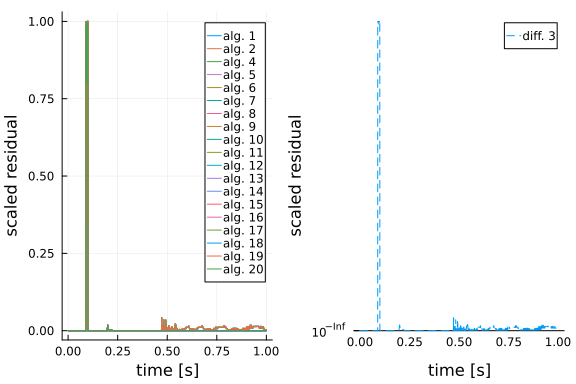 1.00
0.75
0.50
0.25
0.00
scaled residual
0.00 0.25 0.50 0.75 1.00
time [s]
alg. 1
alg. 2
alg. 4
alg. 5
alg. 6
alg. 7
alg. 8
alg. 9
alg. 10
alg. 11
alg. 12
alg. 13
alg. 14
alg. 15
alg. 16
alg. 17
alg. 18
alg. 19
alg. 20
scaled residual
10^-Inf
0.00 0.25 0.50 0.75 1.00
time [s]
diff. 3